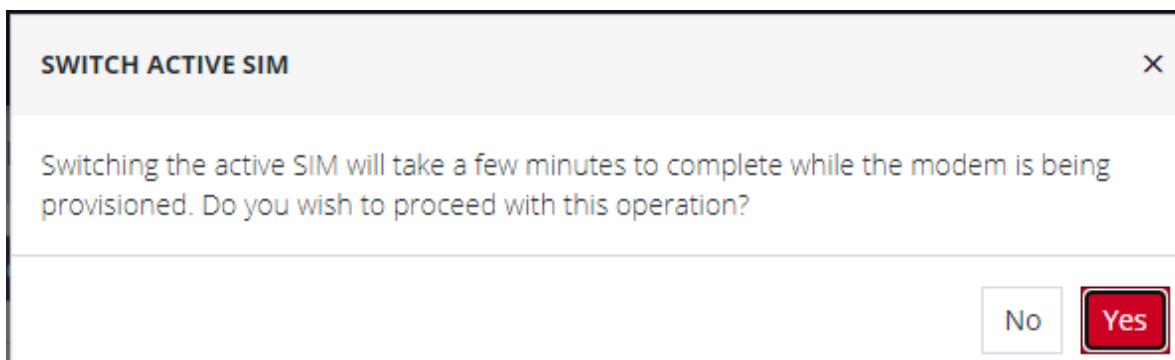 SWITCH ACTIVE SIM
Switching the active SIM will take a few minutes to complete while the modem is being
provisioned. Do you wish to proceed with this operation?
No
Yes